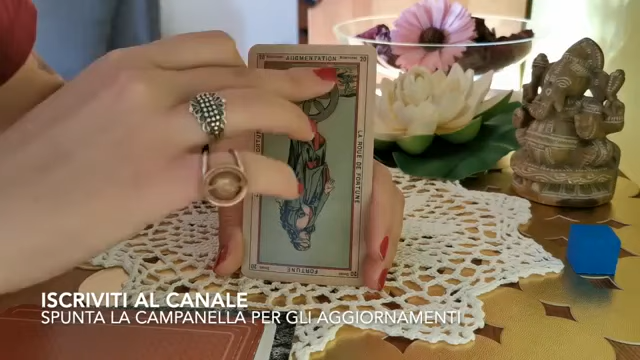 AUGMENTATION
LA ROUE DE FORTUNE
FORTUNE
ISCRIVITI AL CANALE
SPUNTA LA CAMPANELLA PER GLI AGGIORNAMENTI